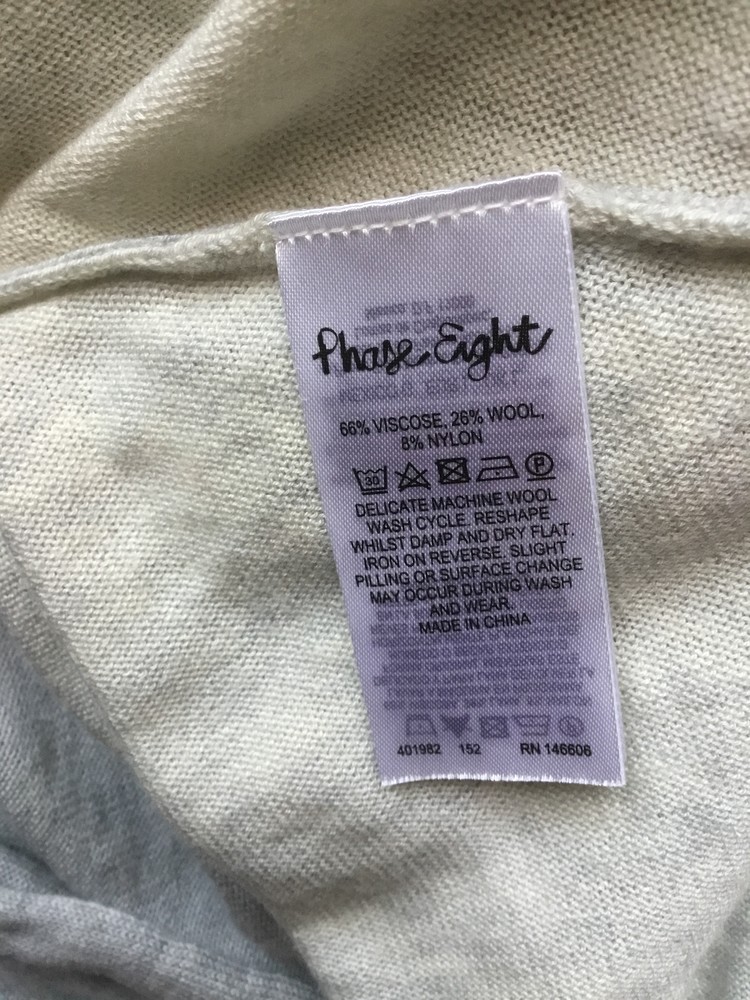 Phase Eight
66% VISCOSE, 26% WOOL,
8% NYLON
30 P
DELICATE MACHINE WOOL
WASH CYCLE. RESHAPE
WHILST DAMP AND DRY FLAT.
IRON ON REVERSE. SLIGHT
PILLING OR SURFACE CHANGE
MAY OCCUR DURING WASH
AND WEAR.
MADE IN CHINA
401982 152 RN 146606